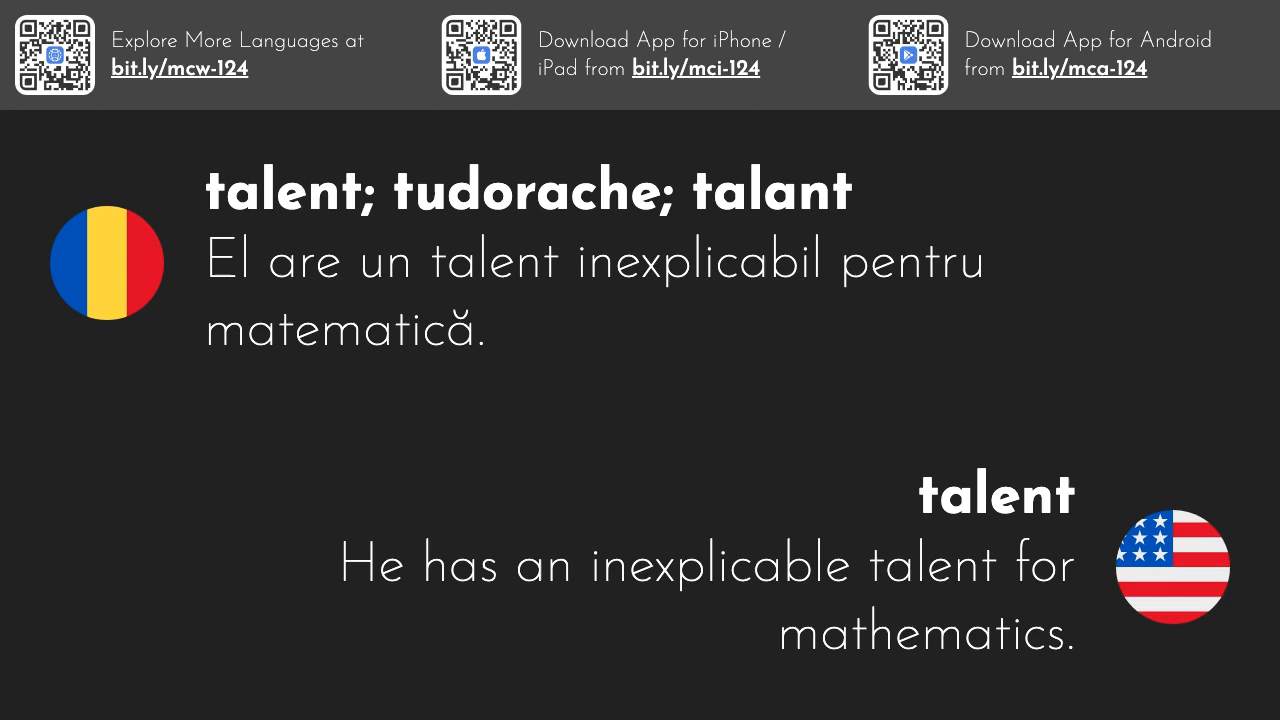 Explore More Languages at
bit.ly/mcw-124
Download App for iPhone /
iPad from bit.ly/mci-124
Download App for Android
from bit.ly/mca-124
talent; tudorache; talant
El are un talent inexplicabil pentru
matematică.
talent
He has an inexplicable talent for
mathematics.